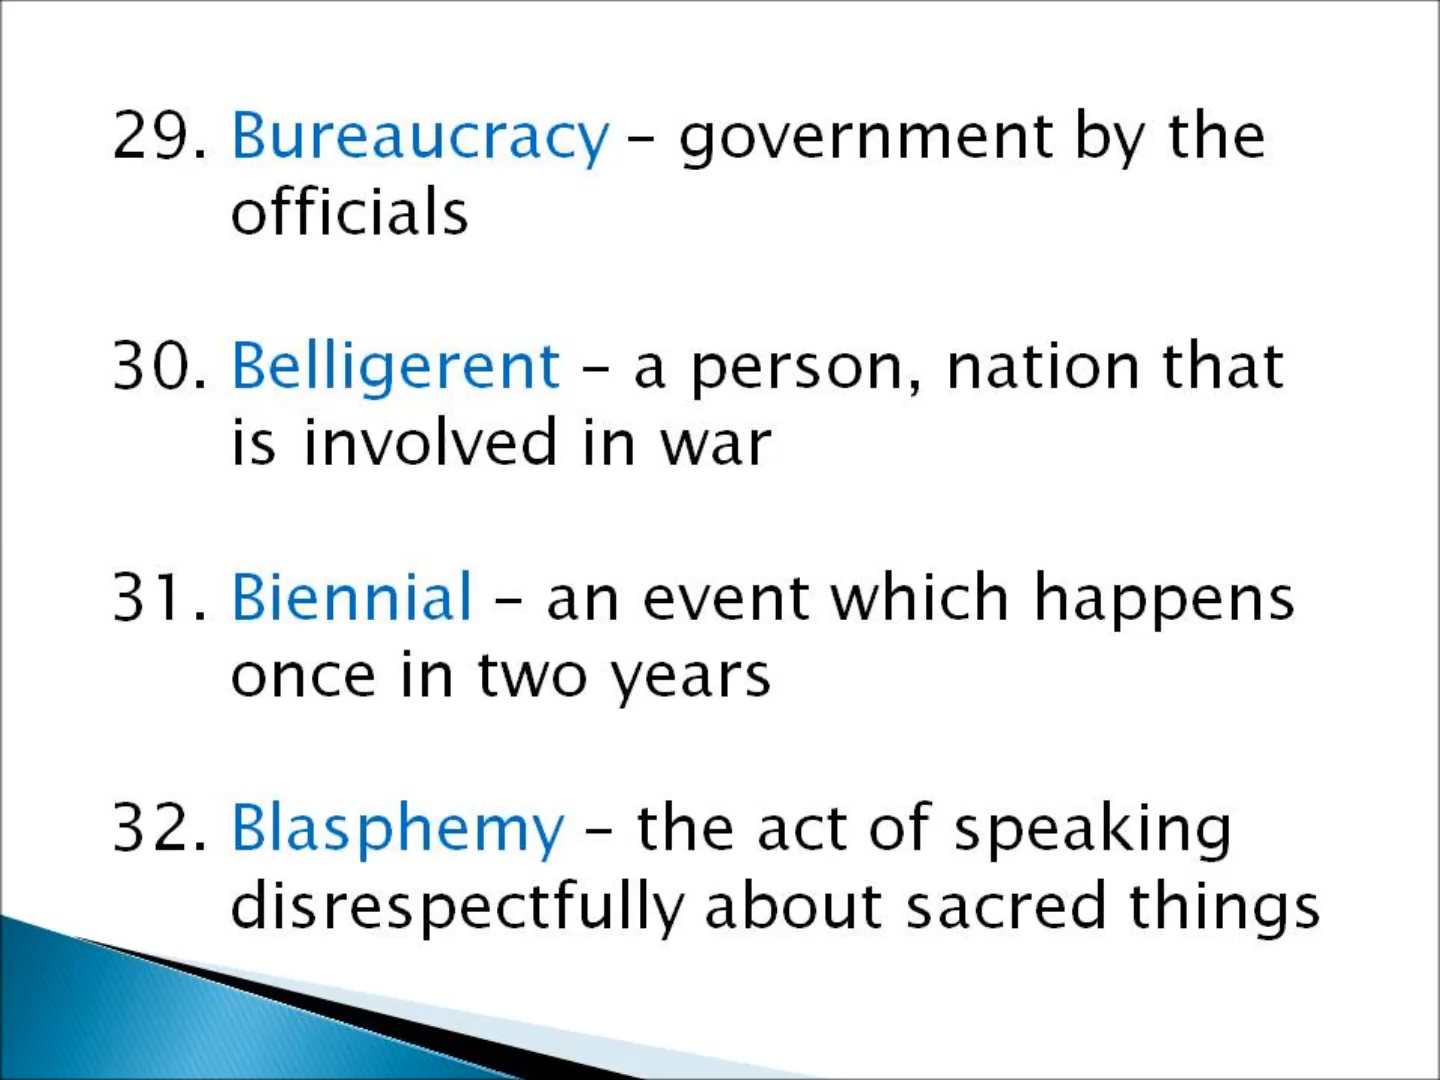 29. Bureaucracy – government by the
officials
30. Belligerent – a person, nation that
is involved in war
31. Biennial – an event which happens
once in two years
32. Blasphemy – the act of speaking
disrespectfully about sacred things